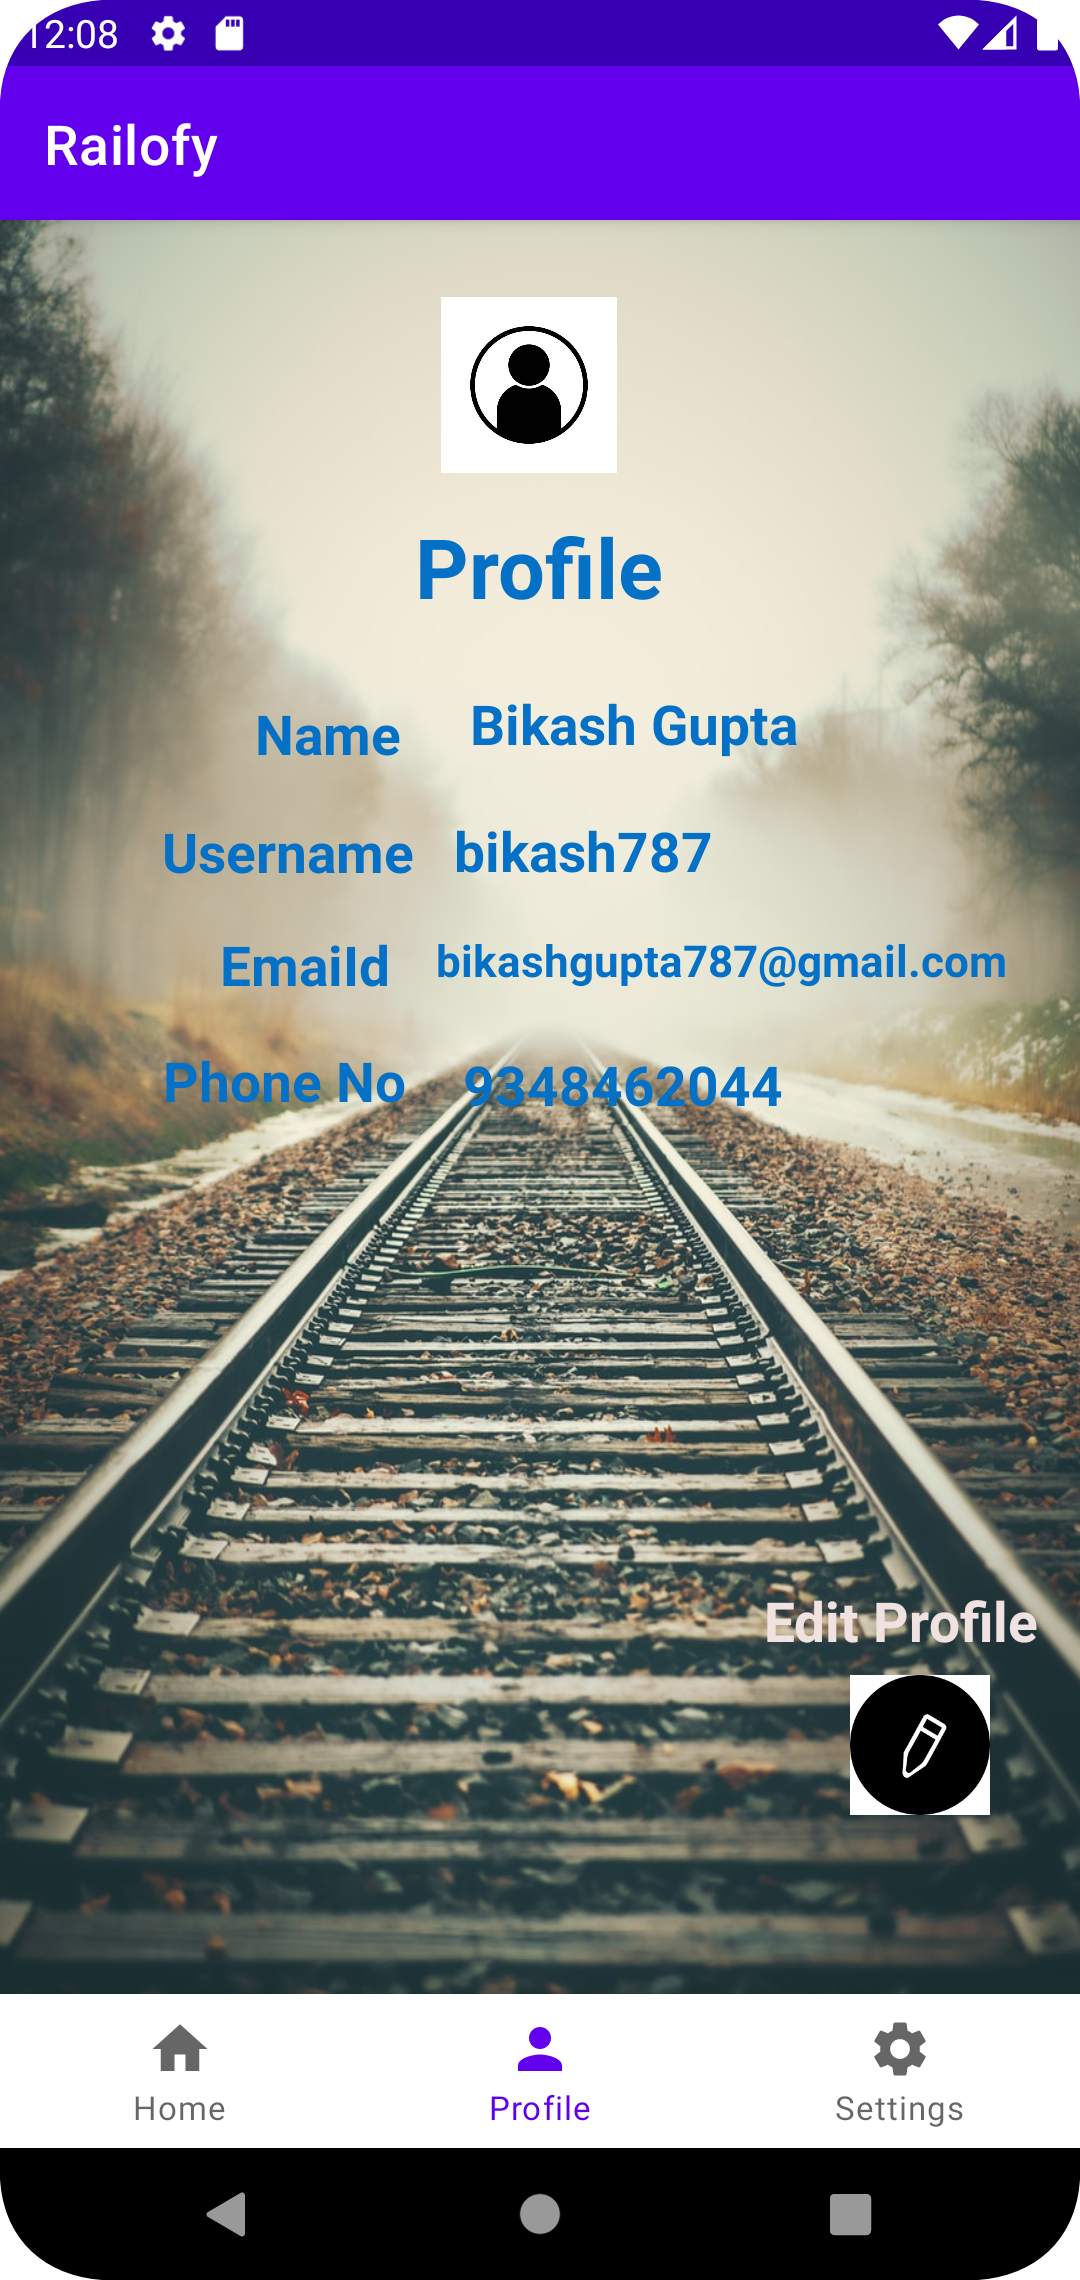 12:08
Railofy
Profile
Name Bikash Gupta
Username bikash787
EmaiId bikashgupta787@gmail.com
Phone No 9348462044
Edit Profile
Home Profile Settings